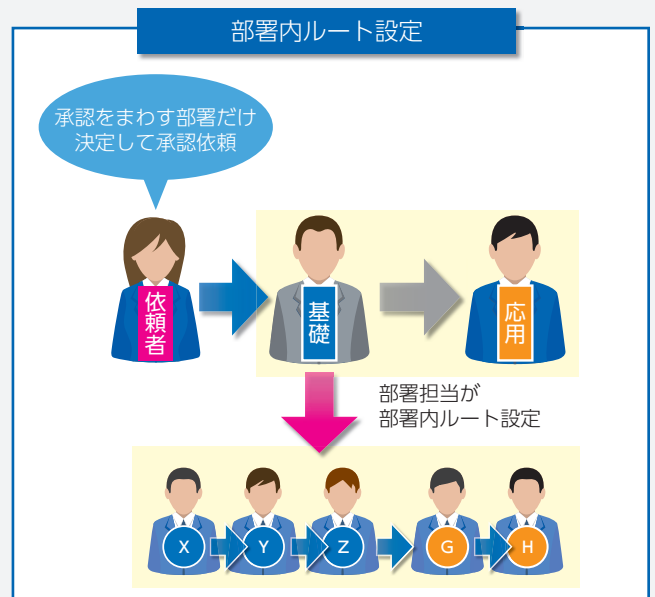 部署内ルート設定
承認をまわす部署だけ
決定して承認依頼
依頼者
基礎
応用
部署担当が
部署内ルート設定
X
Y
Z
G
H